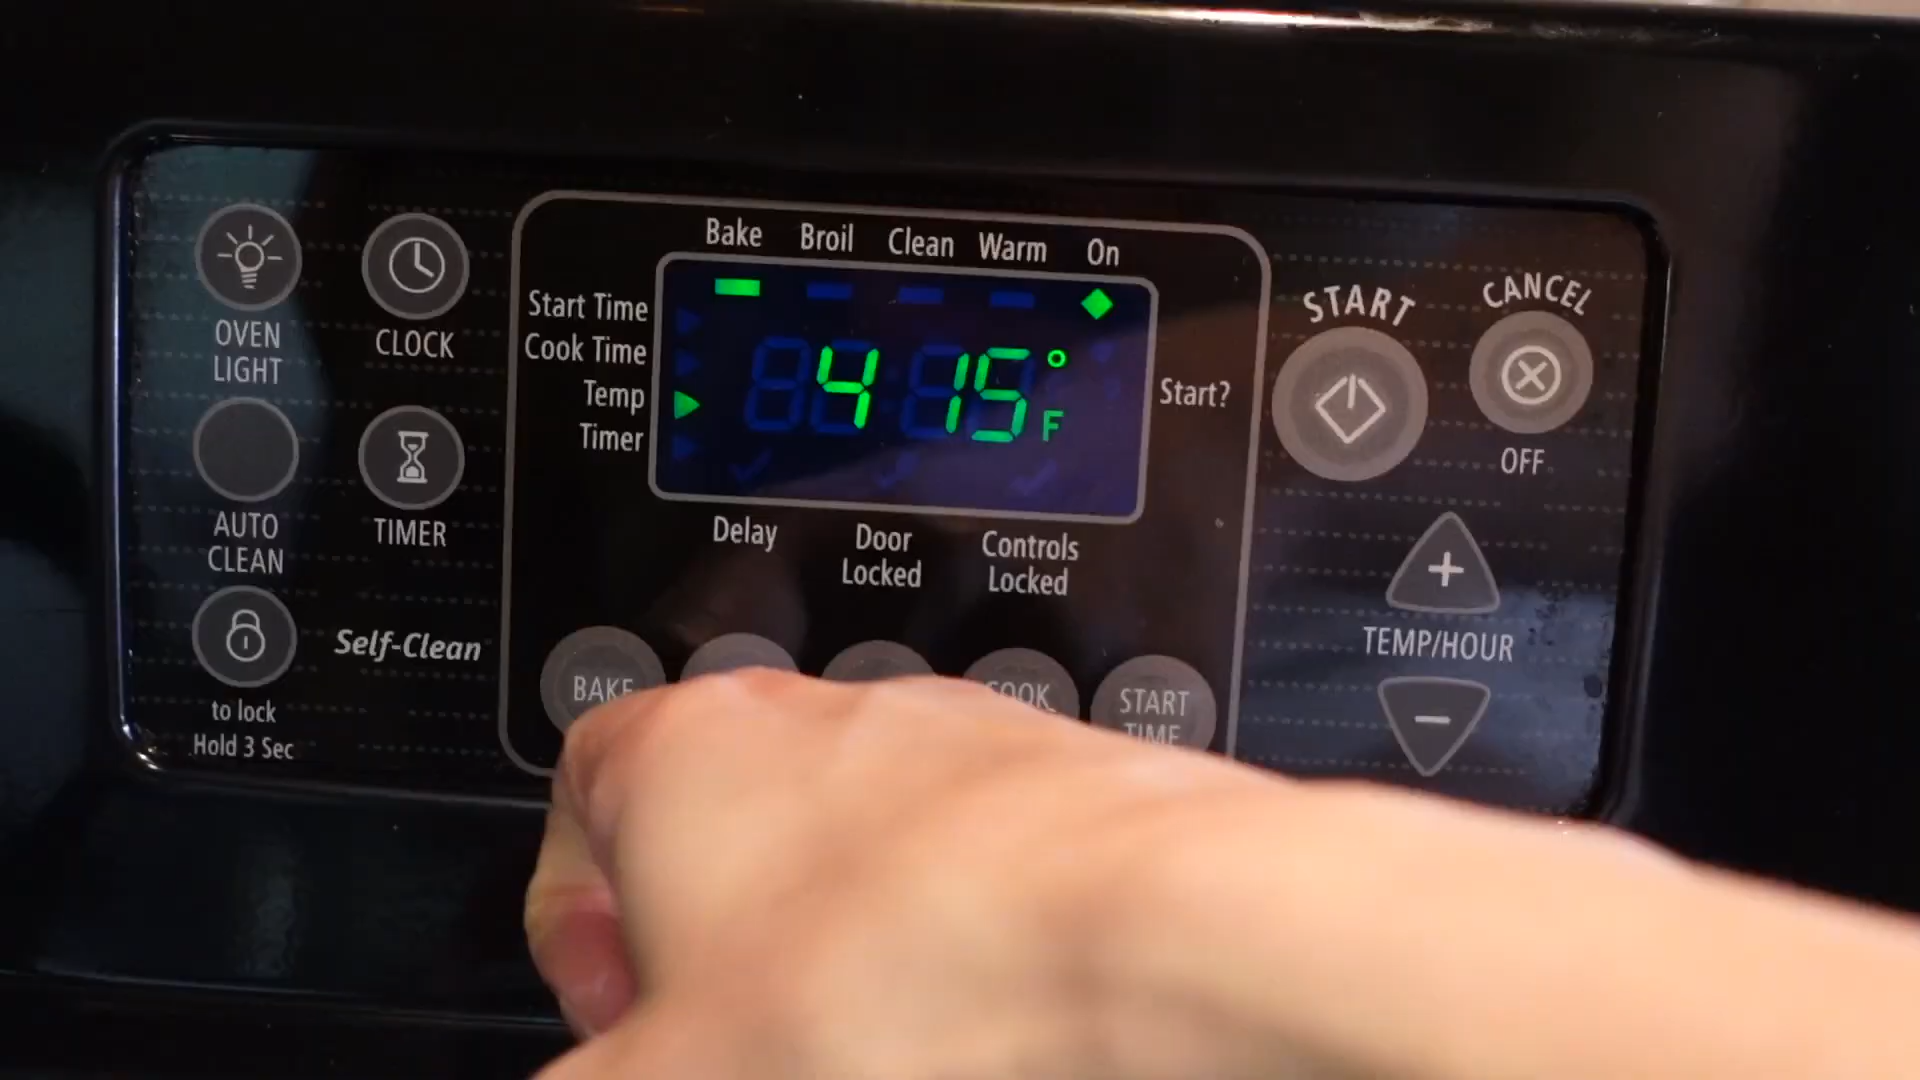 Bake Broil Clean Warm On
Start Time
Cook Time
Temp
Timer
415°F
Start?
Delay
Door
Locked
Controls
Locked
OVEN
LIGHT
CLOCK
AUTO
CLEAN
TIMER
Self-Clean
to lock
Hold 3 Sec
BAKE
COOK
START
TIME
START
CANCEL
OFF
+
TEMP/HOUR
−